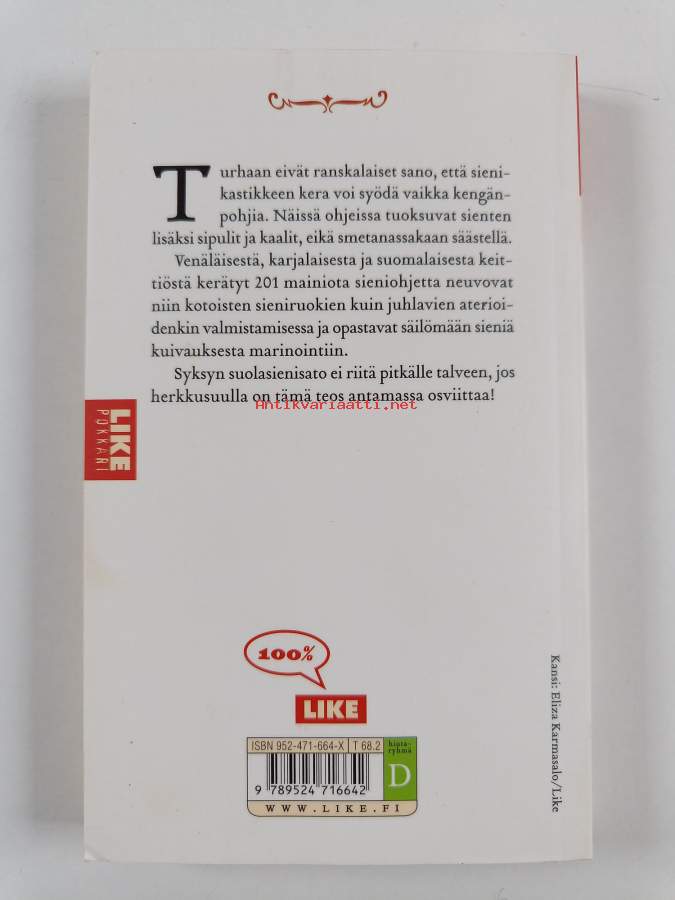 Turhaan eivät ranskalaiset sano, että sieni-
kastikkeen kera voi syödä vaikka kengän-
pohjia. Näissä ohjeissa tuoksuvat sienten
lisäksi sipulit ja kaalit, eikä smetanassakaan säästellä.
Venäläisestä, karjalaisesta ja suomalaisesta keit-
tiöstä kerätyt 201 mainiota sieniohjetta neuvovat
niin kotoisten sieniruokien kuin juhlavien aterioi-
denkin valmistamisessa ja opastavat säilömään sieniä
kuivauksesta marinointiin.
Syksyn suolasienisato ei riitä pitkälle talveen, jos
herkkusuulla on tämä teos antamassa osviittaa!
Antikvariaatti.net
LIKE
POKKARI
100%
LIKE
ISBN 952-471-664-X T 68.2
hinta-
ryhmä
D
9 789524 716642
WWW.LIKE.FI
Kansi: Eliza Karmasalo/Like